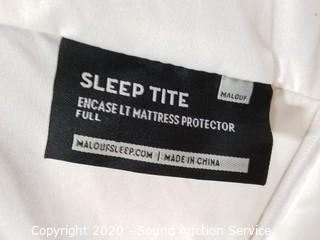 SLEEP TITE
MALOUF
ENCASE LT MATTRESS PROTECTOR
FULL
MALOUFSLEEP.COM | MADE IN CHINA
Copyright 2020 - Sound Auction Service